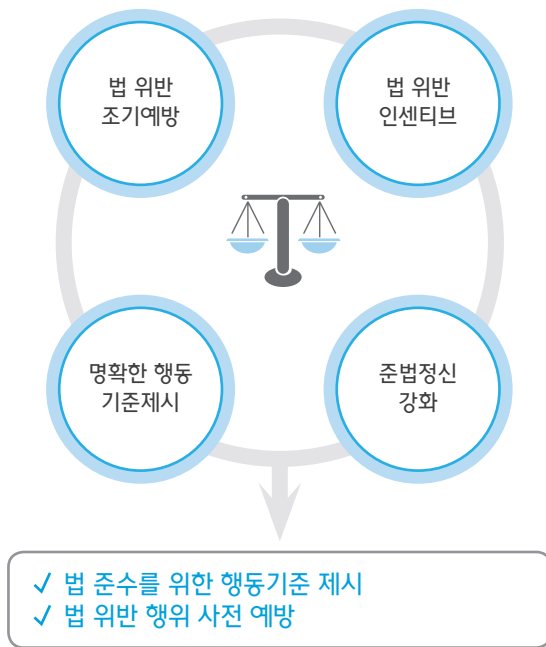 법 위반
조기예방
법 위반
인센티브
명확한 행동
기준제시
준법정신
강화
✓ 법 준수를 위한 행동기준 제시
✓ 법 위반 행위 사전 예방